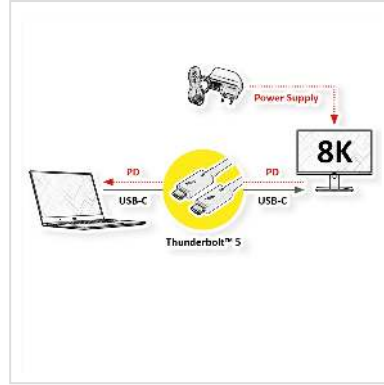 Power Supply
8K
PD
PD
USB-C
USB-C
Thunderbolt™ 5